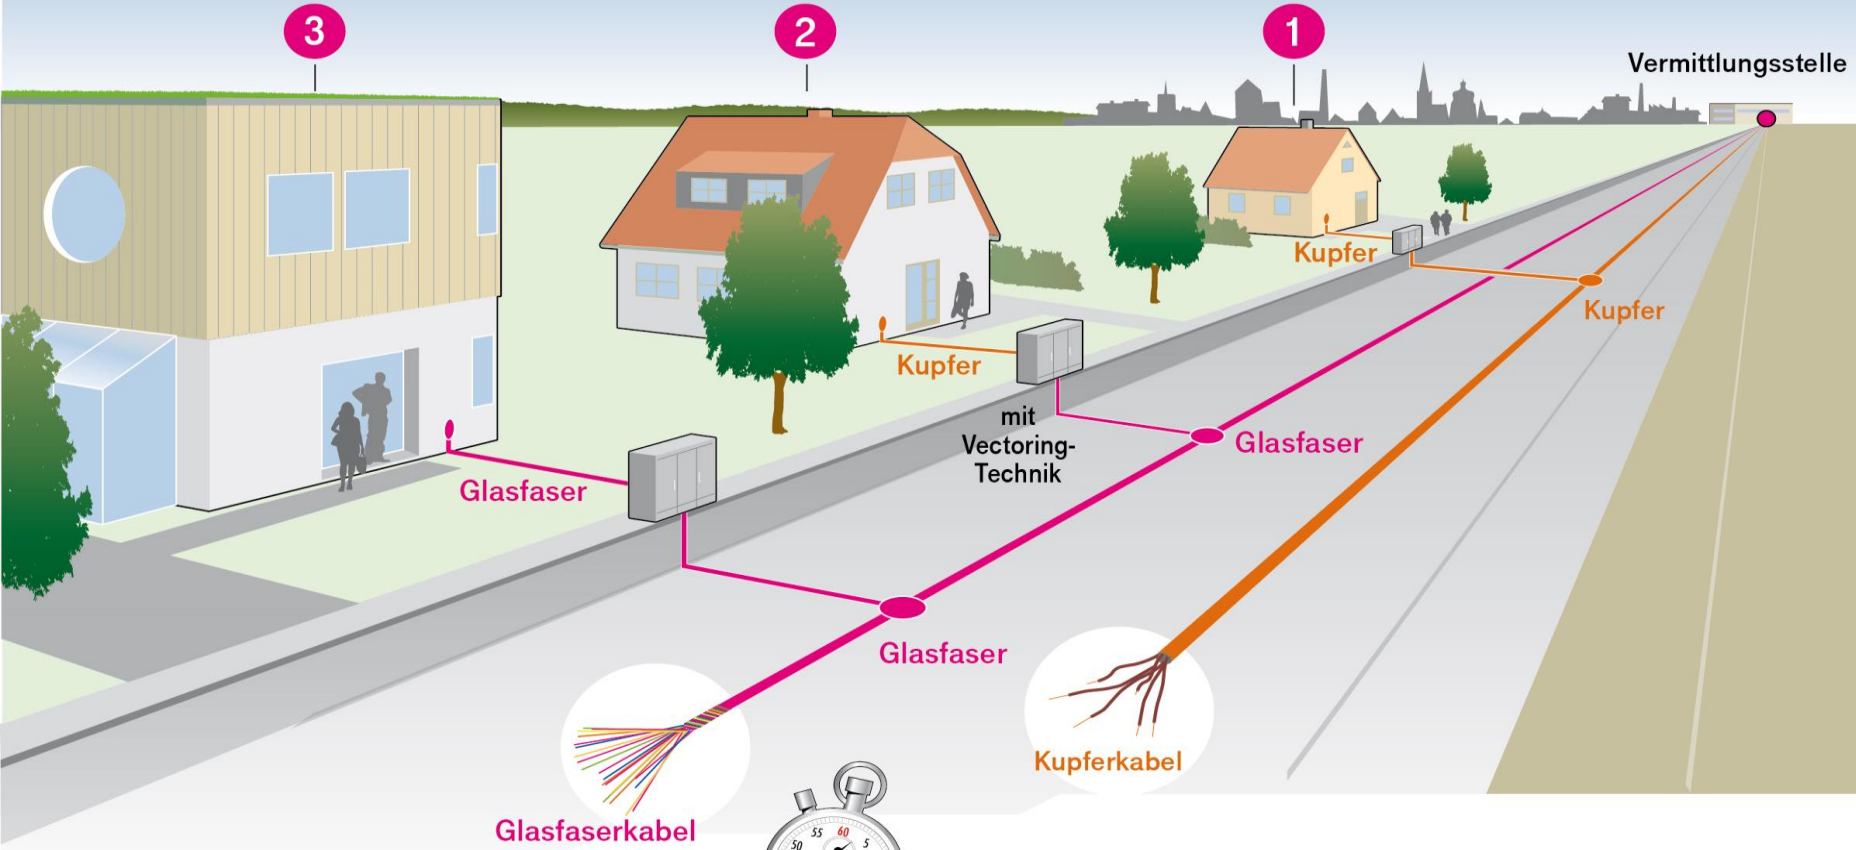 3
2
1
Vermittlungsstelle
Kupfer
Kupfer
Kupfer
mit
Vectoring-
Technik
Glasfaser
Glasfaser
Glasfaser
Kupferkabel
Glasfaserkabel
55 60 5
50